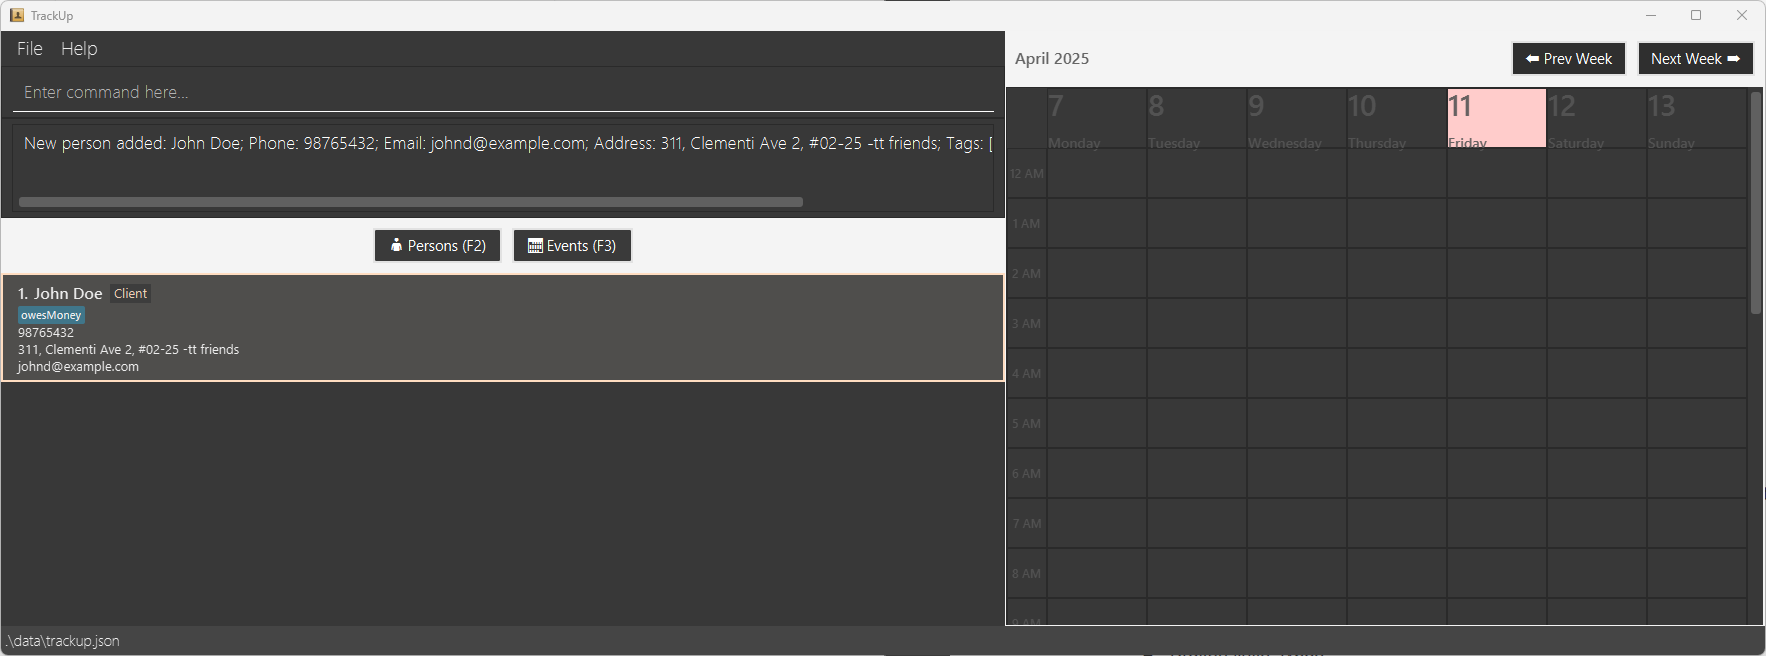 TrackUp
File Help
Enter command here...
New person added: John Doe; Phone: 98765432; Email: johnd@example.com; Address: 311, Clementi Ave 2, #02-25 -tt friends; Tags: [
Persons (F2) Events (F3)
1. John Doe Client
owesMoney
98765432
311, Clementi Ave 2, #02-25 -tt friends
johnd@example.com
.\data\trackup.json
April 2025
⬅ Prev Week Next Week ➡
7 8 9 10 11 12 13
Monday Tuesday Wednesday Thursday Friday Saturday Sunday
12 AM
1 AM
2 AM
3 AM
4 AM
5 AM
6 AM
7 AM
8 AM
9 AM